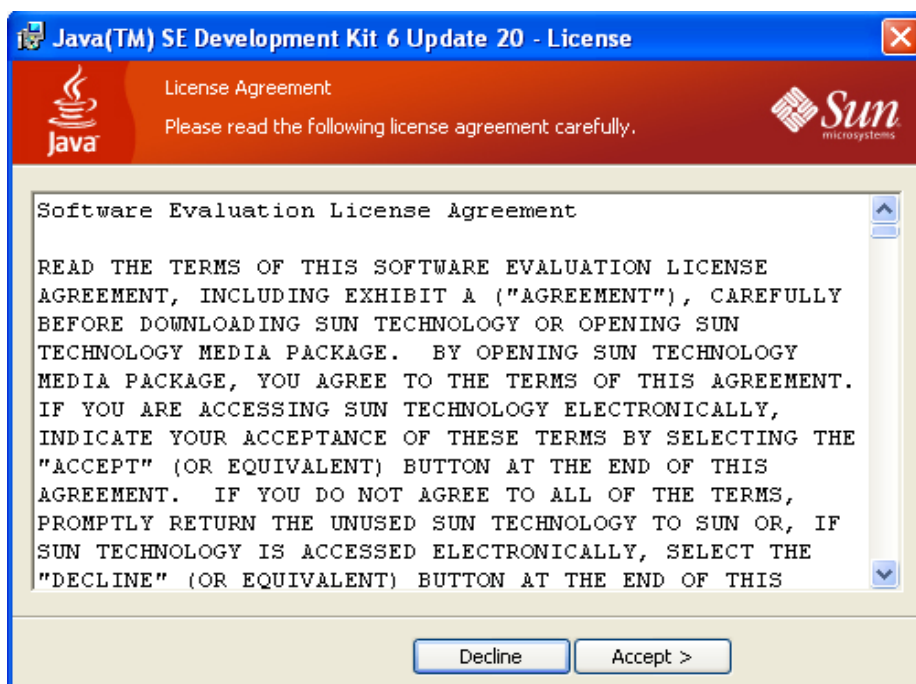 Java(TM) SE Development Kit 6 Update 20 - License
License Agreement
Please read the following license agreement carefully.
Java
Sun
microsystems
Software Evaluation License Agreement
READ THE TERMS OF THIS SOFTWARE EVALUATION LICENSE
AGREEMENT, INCLUDING EXHIBIT A ("AGREEMENT"), CAREFULLY
BEFORE DOWNLOADING SUN TECHNOLOGY OR OPENING SUN
TECHNOLOGY MEDIA PACKAGE.  BY OPENING SUN TECHNOLOGY
MEDIA PACKAGE, YOU AGREE TO THE TERMS OF THIS AGREEMENT.
IF YOU ARE ACCESSING SUN TECHNOLOGY ELECTRONICALLY,
INDICATE YOUR ACCEPTANCE OF THESE TERMS BY SELECTING THE
"ACCEPT" (OR EQUIVALENT) BUTTON AT THE END OF THIS
AGREEMENT.  IF YOU DO NOT AGREE TO ALL OF THE TERMS,
PROMPTLY RETURN THE UNUSED SUN TECHNOLOGY TO SUN OR, IF
SUN TECHNOLOGY IS ACCESSED ELECTRONICALLY, SELECT THE
"DECLINE" (OR EQUIVALENT) BUTTON AT THE END OF THIS
Decline
Accept >